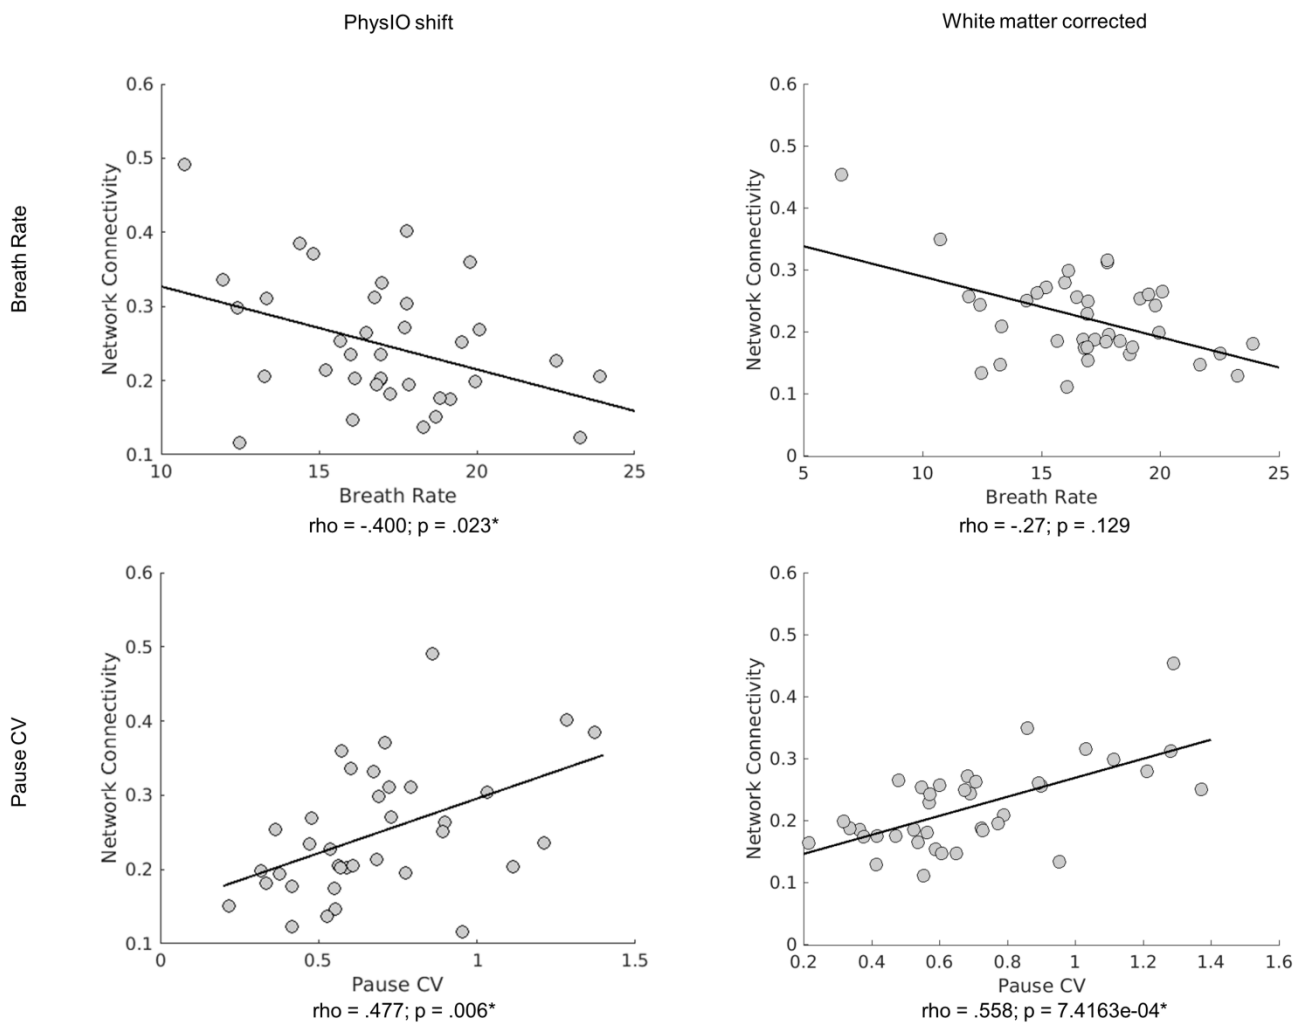 PhysIO shift
White matter corrected
Breath Rate
Network Connectivity
0.6
0.5
0.4
0.3
0.2
0.1
10
15
20
25
Breath Rate
rho = -.400; p = .023*
Network Connectivity
0.6
0.5
0.4
0.3
0.2
0.1
0
5
10
15
20
25
Breath Rate
rho = -.27; p = .129
Pause CV
Network Connectivity
0.6
0.5
0.4
0.3
0.2
0.1
0
0.5
1
1.5
Pause CV
rho = .477; p = .006*
Network Connectivity
0.6
0.5
0.4
0.3
0.2
0.1
0
0.2
0.4
0.6
0.8
1
1.2
1.4
1.6
Pause CV
rho = .558; p = 7.4163e-04*